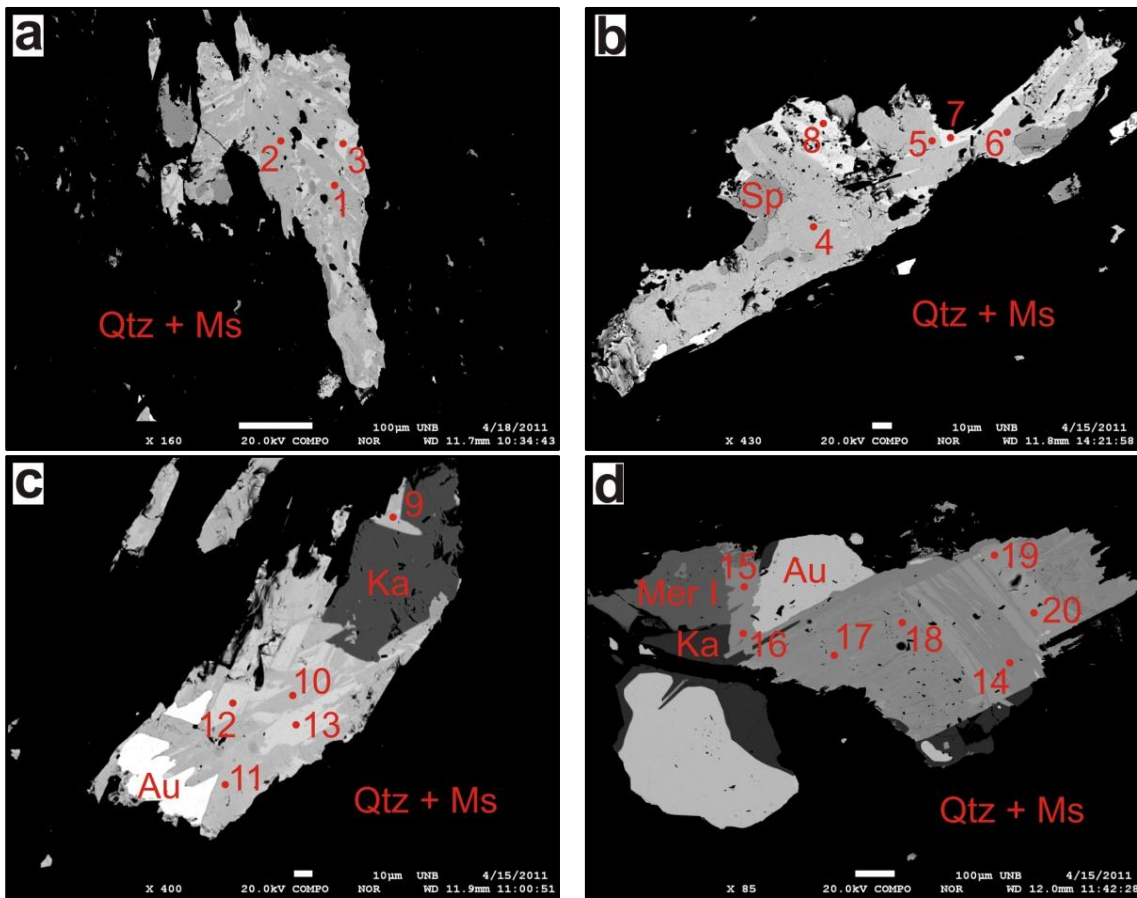 a
2
3
1
Qtz + Ms
100µm UNB 4/18/2011
X 160 20.0kV COMPO NOR WD 11.7mm 10:34:43
b
8
7
5
6
Sp
4
Qtz + Ms
10µm UNB 4/15/2011
X 430 20.0kV COMPO NOR WD 11.8mm 14:21:58
c
9
Ka
10
12
13
Au
11
Qtz + Ms
10µm UNB 4/15/2011
X 400 20.0kV COMPO NOR WD 11.9mm 11:00:51
d
19
15
Au
Mer I
20
Ka
16
17
18
14
Qtz + Ms
100µm UNB 4/15/2011
X 85 20.0kV COMPO NOR WD 12.0mm 11:42:28